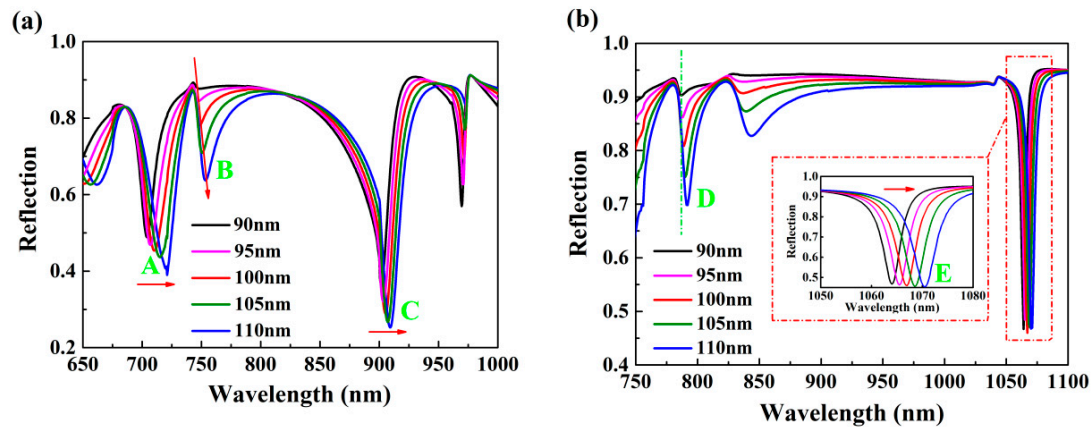 (a)
1.0
0.8
0.6
0.4
0.2
Reflection
650 700 750 800 850 900 950 1000
Wavelength (nm)
90nm
95nm
100nm
105nm
110nm
A
B
C
(b)
1.0
0.9
0.8
0.7
0.6
0.5
0.4
Reflection
750 800 850 900 950 1000 1050 1100
Wavelength (nm)
90nm
95nm
100nm
105nm
110nm
D
1.0
0.9
0.8
0.7
0.6
0.5
Reflection
1050 1060 1070 1080
Wavelength (nm)
E